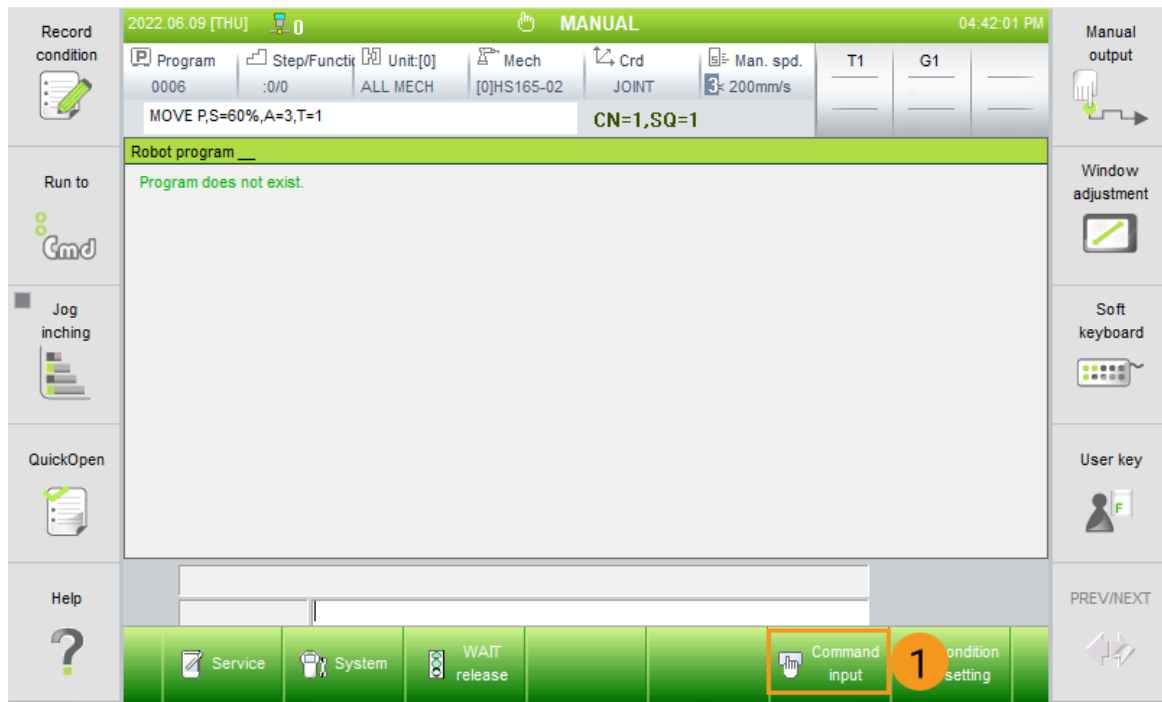 Record
condition
Run to
Cmd
Jog
inching
QuickOpen
Help
2022.06.09 [THU] 0 MANUAL 04:42:01 PM
Program Step/Functic Unit:[0] Mech Crd Man. spd. T1 G1
0006 :0/0 ALL MECH [0]HS165-02 JOINT 3< 200mm/s
MOVE P,S=60%,A=3,T=1 CN=1,SQ=1
Robot program __
Program does not exist.
Service
System
WAIT
release
Command
input
1
ondition
setting
Manual
output
Window
adjustment
Soft
keyboard
User key
F
PREV/NEXT